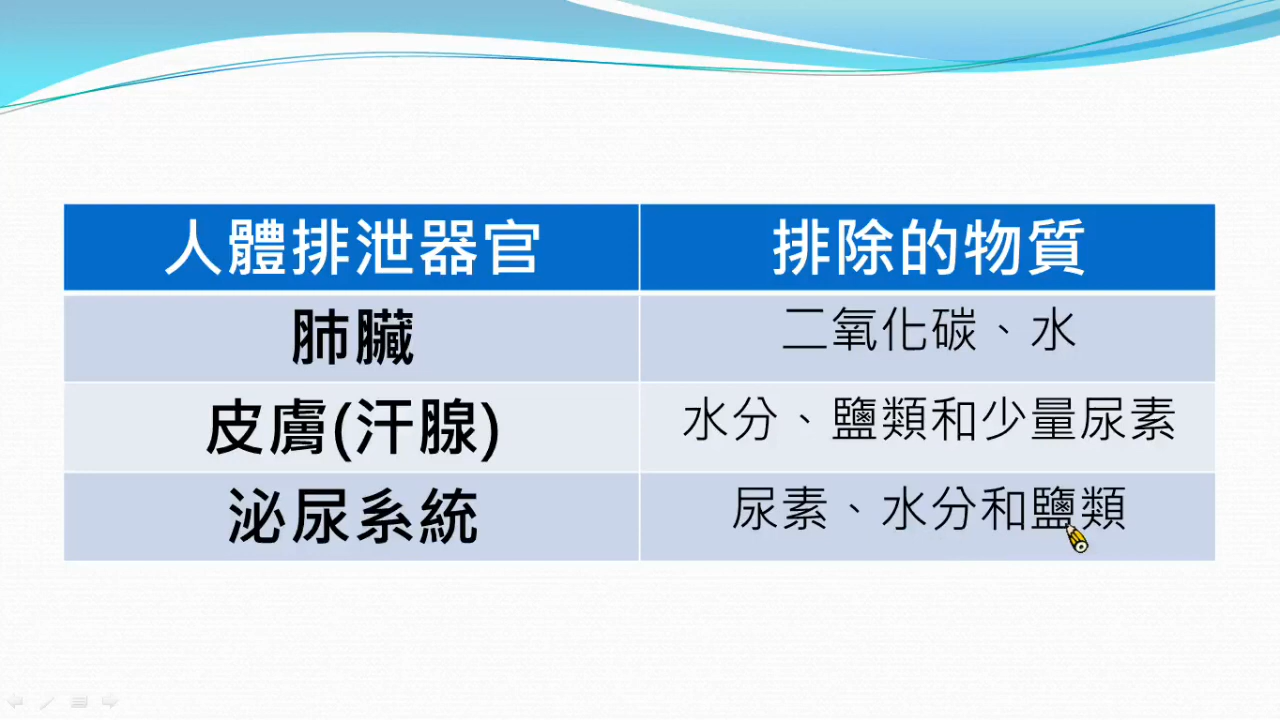 人體排泄器官
排除的物質
肺臟
二氧化碳、水
皮膚(汗腺)
水分、鹽類和少量尿素
泌尿系統
尿素、水分和鹽類